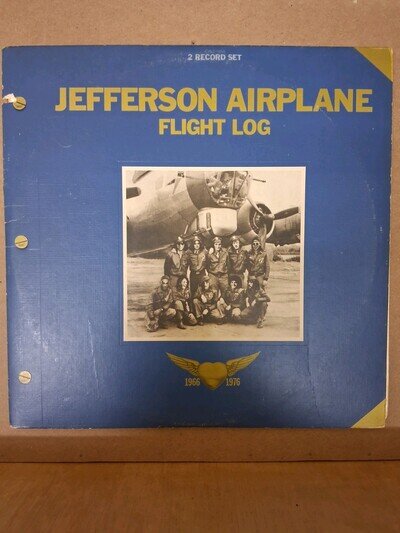 2 RECORD SET
JEFFERSON AIRPLANE
FLIGHT LOG
1966 1976